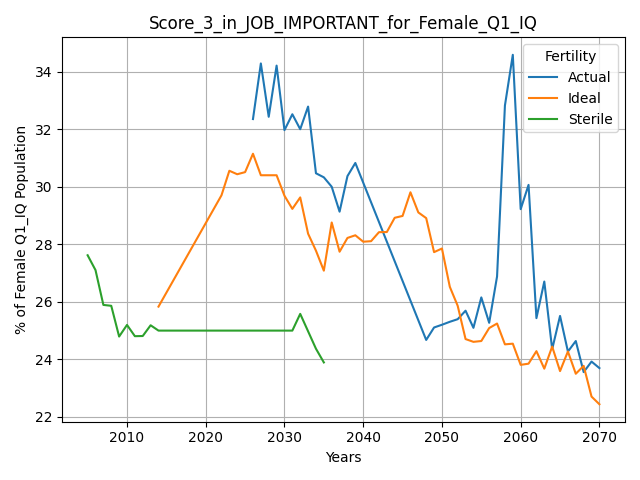 Score_3_in_JOB_IMPORTANT_for_Female_Q1_IQ
% of Female Q1_IQ Population
34
32
30
28
26
24
22
Fertility
Actual
Ideal
Sterile
2010 2020 2030 2040 2050 2060 2070
Years